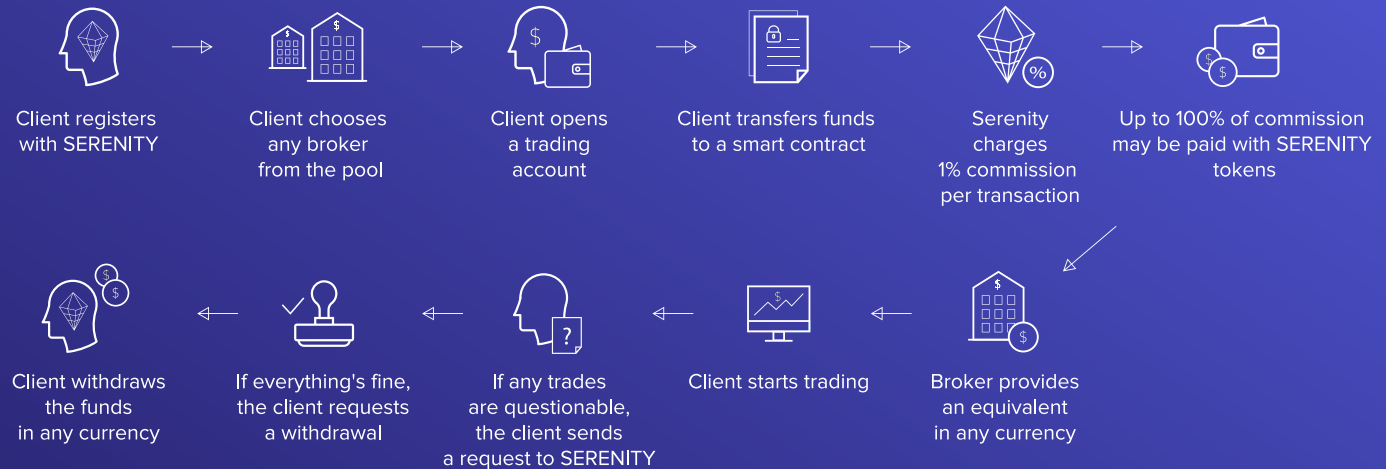 Client registers
with SERENITY
Client chooses
any broker
from the pool
Client opens
a trading
account
Client transfers funds
to a smart contract
Serenity
charges
1% commission
per transaction
Up to 100% of commission
may be paid with SERENITY
tokens
Broker provides
an equivalent
in any currency
Client starts trading
If any trades
are questionable,
the client sends
a request to SERENITY
If everything's fine,
the client requests
a withdrawal
Client withdraws
the funds
in any currency